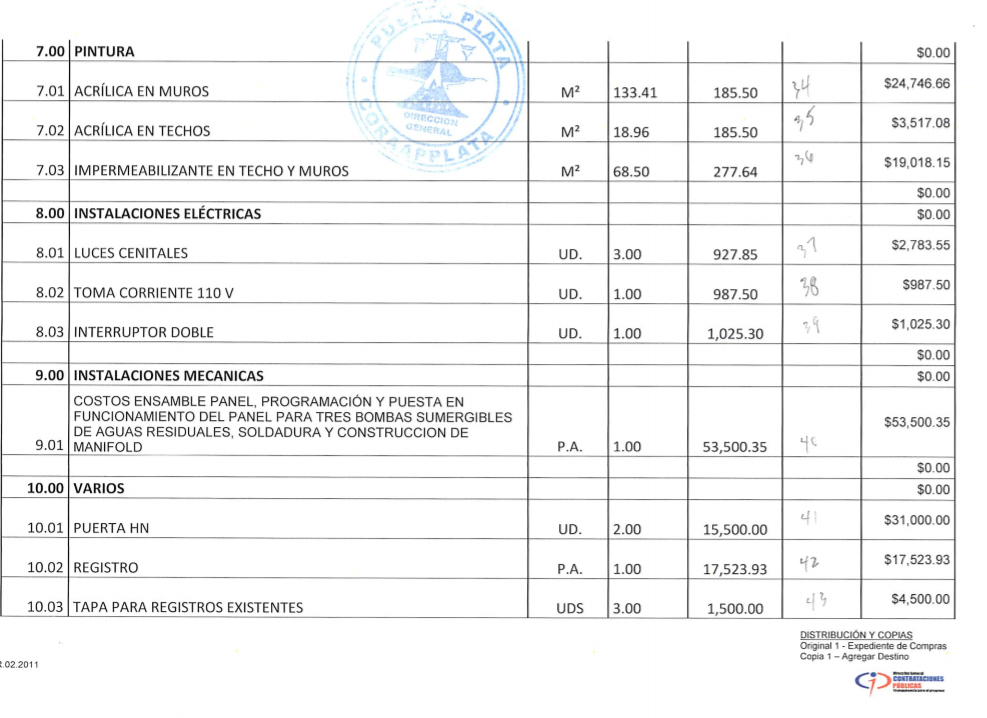 PUERTO PLATA
DIRECCION
GENERAL
CORAAPPLATA
7.00 PINTURA $0.00
7.01 ACRÍLICA EN MUROS M² 133.41 185.50 34 $24,746.66
7.02 ACRÍLICA EN TECHOS M² 18.96 185.50 35 $3,517.08
7.03 IMPERMEABILIZANTE EN TECHO Y MUROS M² 68.50 277.64 36 $19,018.15
$0.00
8.00 INSTALACIONES ELÉCTRICAS $0.00
8.01 LUCES CENITALES UD. 3.00 927.85 37 $2,783.55
8.02 TOMA CORRIENTE 110 V UD. 1.00 987.50 38 $987.50
8.03 INTERRUPTOR DOBLE UD. 1.00 1,025.30 39 $1,025.30
$0.00
9.00 INSTALACIONES MECANICAS $0.00
COSTOS ENSAMBLE PANEL, PROGRAMACIÓN Y PUESTA EN
FUNCIONAMIENTO DEL PANEL PARA TRES BOMBAS SUMERGIBLES
DE AGUAS RESIDUALES, SOLDADURA Y CONSTRUCCION DE
9.01 MANIFOLD P.A. 1.00 53,500.35 40 $53,500.35
$0.00
10.00 VARIOS $0.00
10.01 PUERTA HN UD. 2.00 15,500.00 41 $31,000.00
10.02 REGISTRO P.A. 1.00 17,523.93 42 $17,523.93
10.03 TAPA PARA REGISTROS EXISTENTES UDS 3.00 1,500.00 43 $4,500.00
DISTRIBUCIÓN Y COPIAS
Original 1 - Expediente de Compras
Copia 1 – Agregar Destino
.02.2011
Dirección General
CONTRATACIONES
PÚBLICAS